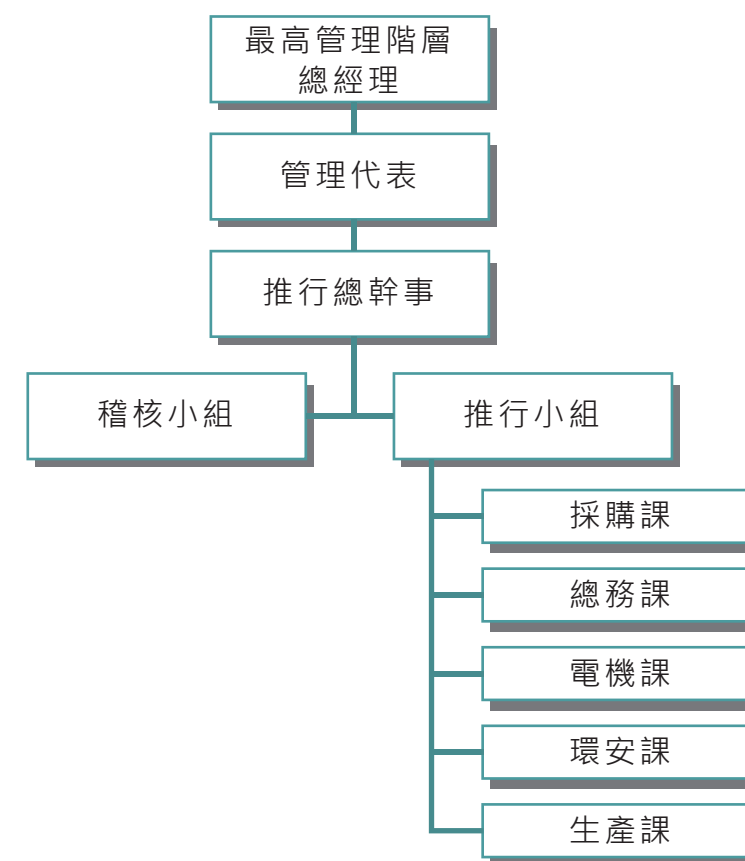 最高管理階層
總經理
管理代表
推行總幹事
稽核小組
推行小組
採購課
總務課
電機課
環安課
生產課